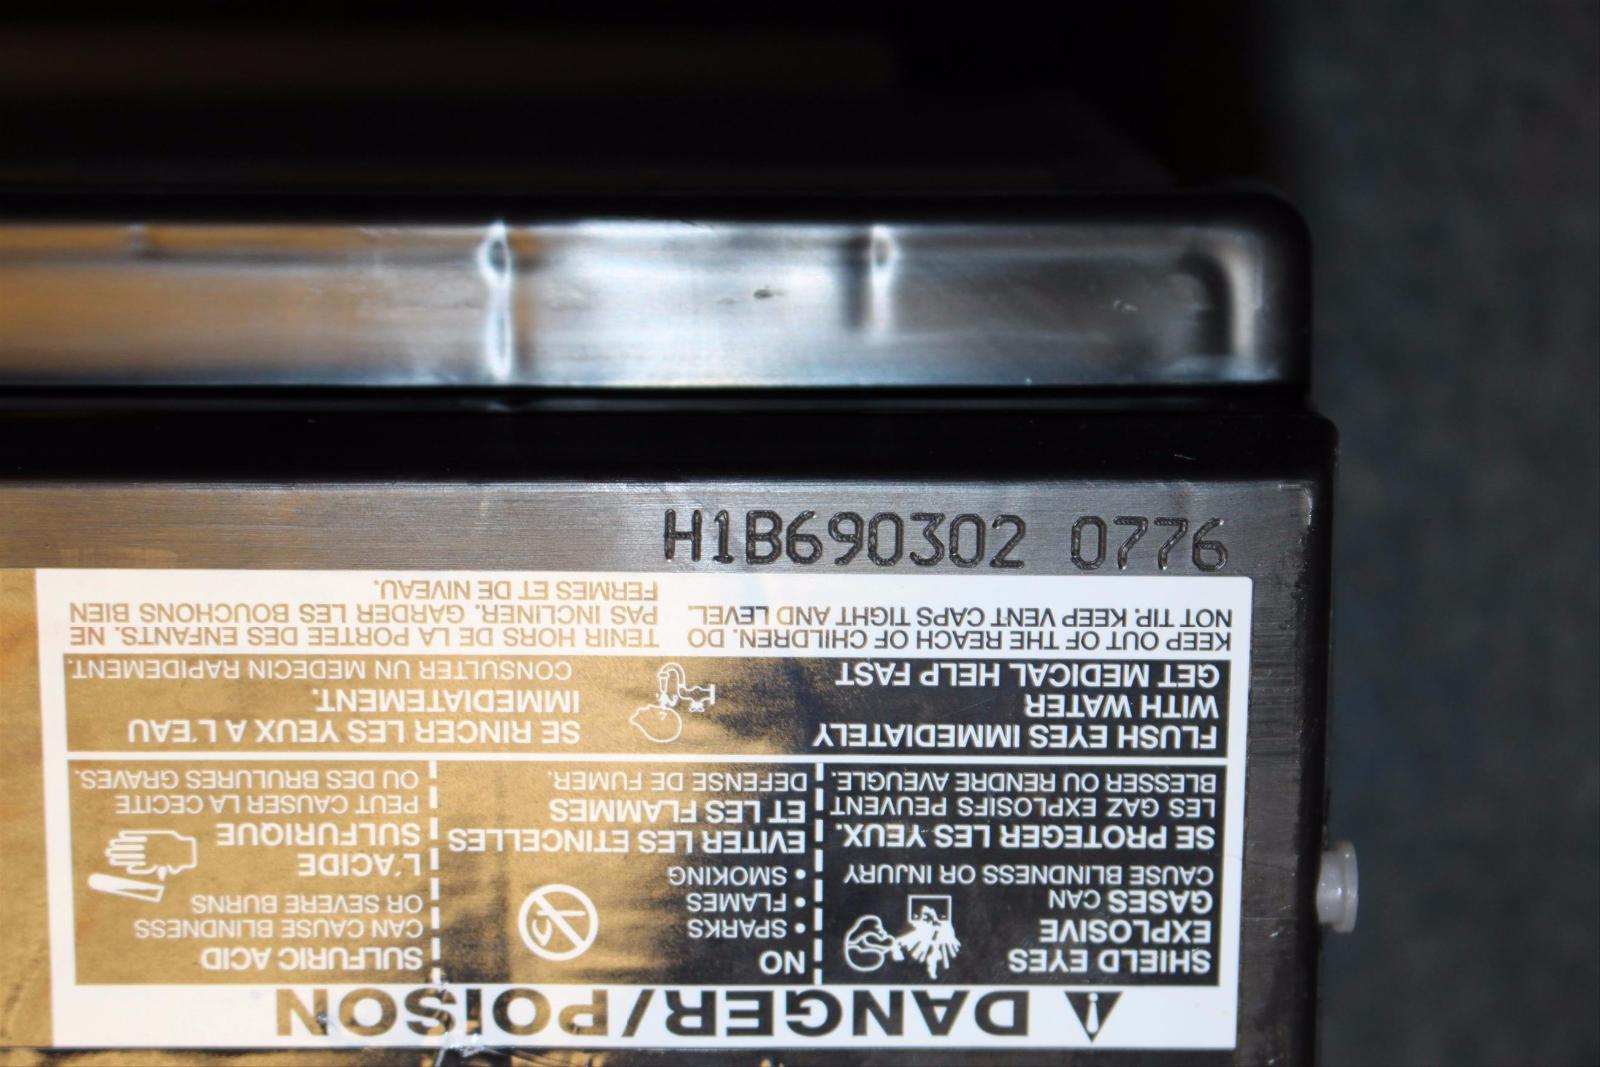 H1B690302 0776
DANGER/POISON
SHIELD EYES
EXPLOSIVE
GASES CAN
CAUSE BLINDNESS OR INJURY
SE PROTEGER LES YEUX.
LES GAZ EXPLOSIFS PEUVENT
BLESSER OU RENDRE AVEUGLE.
NO
• SPARKS
• FLAMES
• SMOKING
EVITER LES ETINCELLES
ET LES FLAMMES
DEFENSE DE FUMER.
SULFURIC ACID
CAN CAUSE BLINDNESS
OR SEVERE BURNS
L'ACIDE
SULFURIQUE
PEUT CAUSER LA CECITE
OU DES BRULURES GRAVES.
FLUSH EYES IMMEDIATELY
WITH WATER
GET MEDICAL HELP FAST
SE RINCER LES YEUX A L'EAU
IMMEDIATEMENT.
CONSULTER UN MEDECIN RAPIDEMENT.
KEEP OUT OF THE REACH OF CHILDREN. DO
NOT TIP. KEEP VENT CAPS TIGHT AND LEVEL.
TENIR HORS DE LA PORTEE DES ENFANTS. NE
PAS INCLINER. GARDER LES BOUCHONS BIEN
FERMES ET DE NIVEAU.